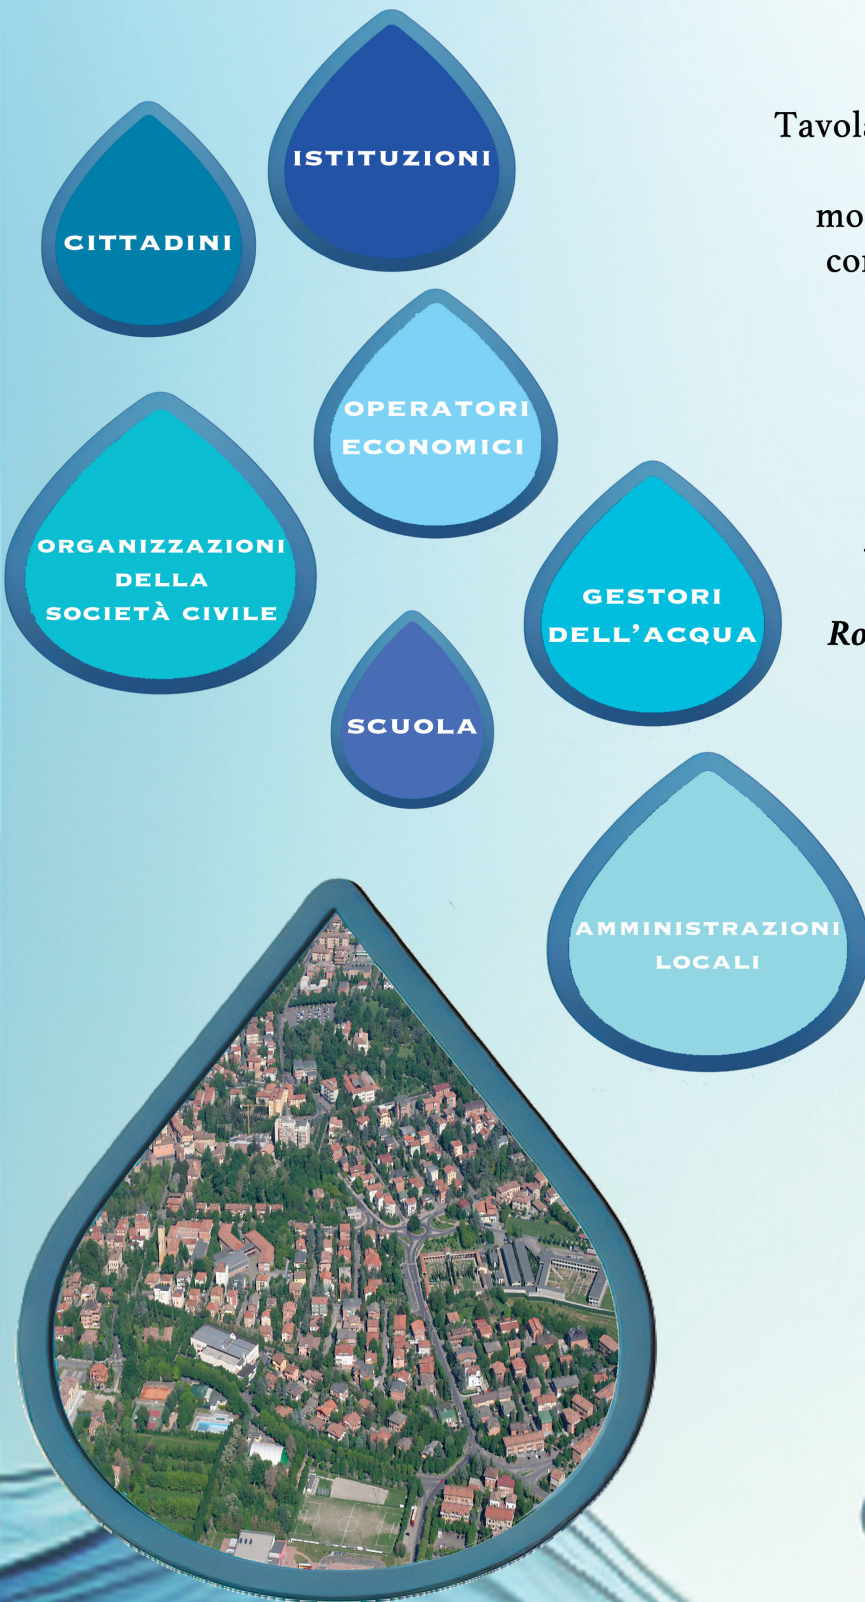 ISTITUZIONI
CITTADINI
OPERATORI
ECONOMICI
ORGANIZZAZIONI
DELLA
SOCIETÀ CIVILE
GESTORI
DELL'ACQUA
SCUOLA
AMMINISTRAZIONI
LOCALI